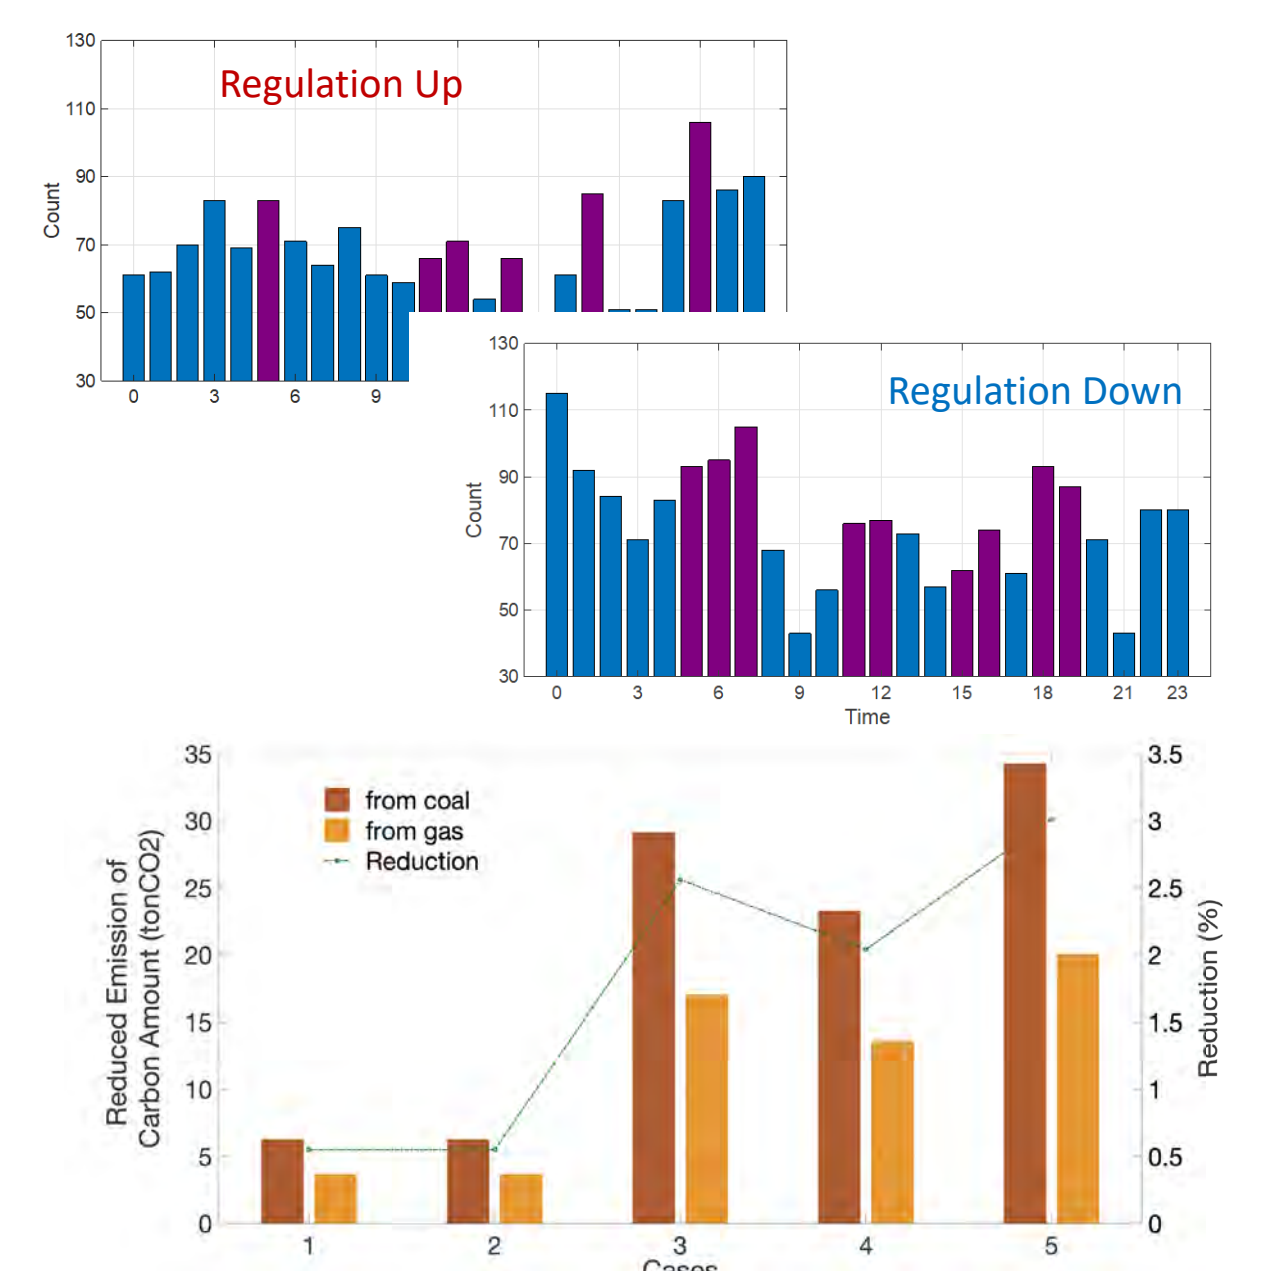 130
Regulation Up
110
90
Count
70
50
30
0 3 6 9
130
Regulation Down
110
90
Count
70
50
30
0 3 6 9 12 15 18 21 23
Time
35
30
25
20
15
10
5
0
Reduced Emission of
Carbon Amount (tonCO2)
from coal
from gas
Reduction
3.5
3
2.5
2
1.5
1
0.5
0
Reduction (%)
1 2 3 4 5
Cases